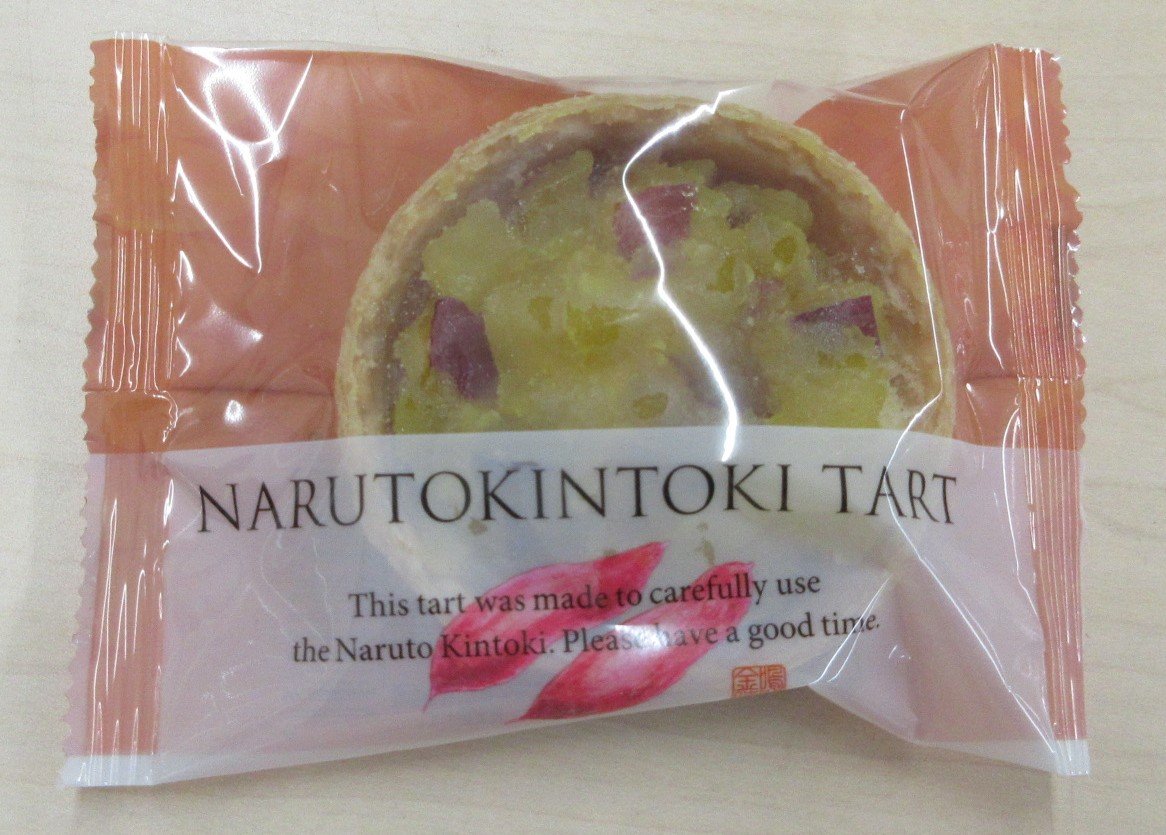 NARUTOKINTOKI TART
This tart was made to carefully use
the Naruto Kintoki. Please have a good time.